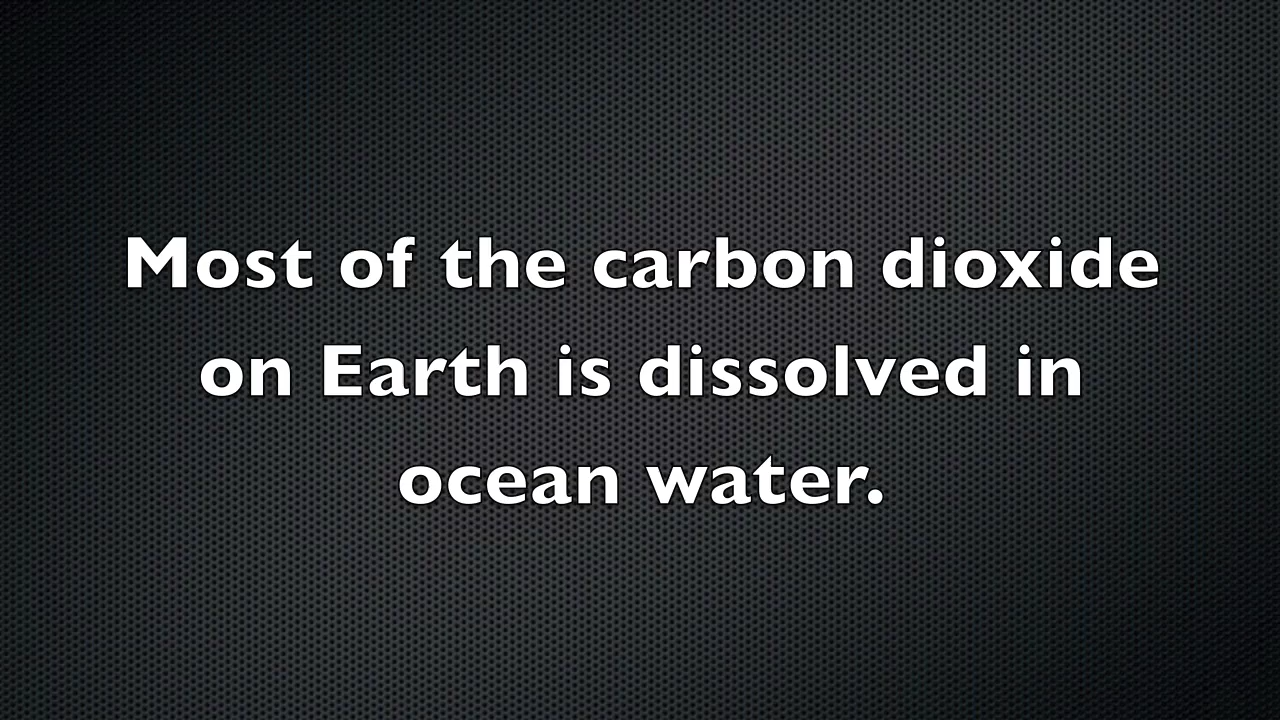 Most of the carbon dioxide
on Earth is dissolved in
ocean water.